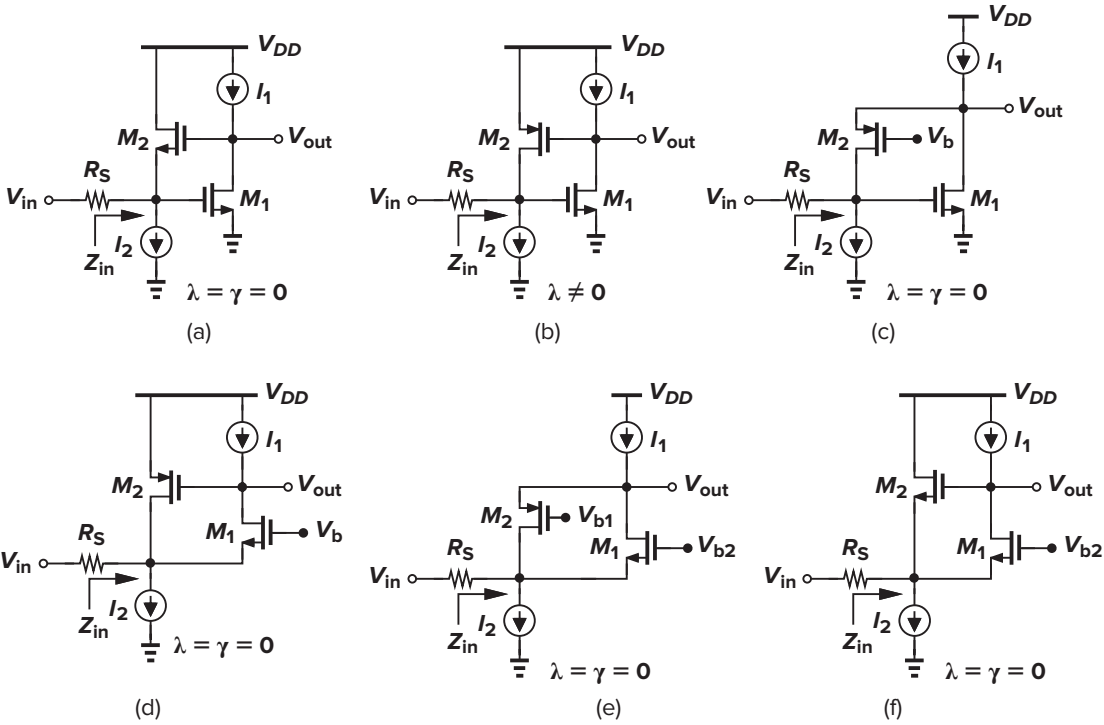 V_DD
I_1
M_2
V_out
R_S
V_in
M_1
Z_in
I_2
λ = γ = 0
(a)
V_DD
I_1
M_2
V_out
R_S
V_in
M_1
Z_in
I_2
λ ≠ 0
(b)
V_DD
I_1
V_out
M_2
V_b
R_S
V_in
M_1
Z_in
I_2
λ = γ = 0
(c)
V_DD
I_1
M_2
V_out
M_1
V_b
R_S
V_in
Z_in
I_2
λ = γ = 0
(d)
V_DD
I_1
V_out
M_2
V_b1
M_1
V_b2
R_S
V_in
Z_in
I_2
λ = γ = 0
(e)
V_DD
I_1
M_2
V_out
M_1
V_b2
R_S
V_in
Z_in
I_2
λ = γ = 0
(f)